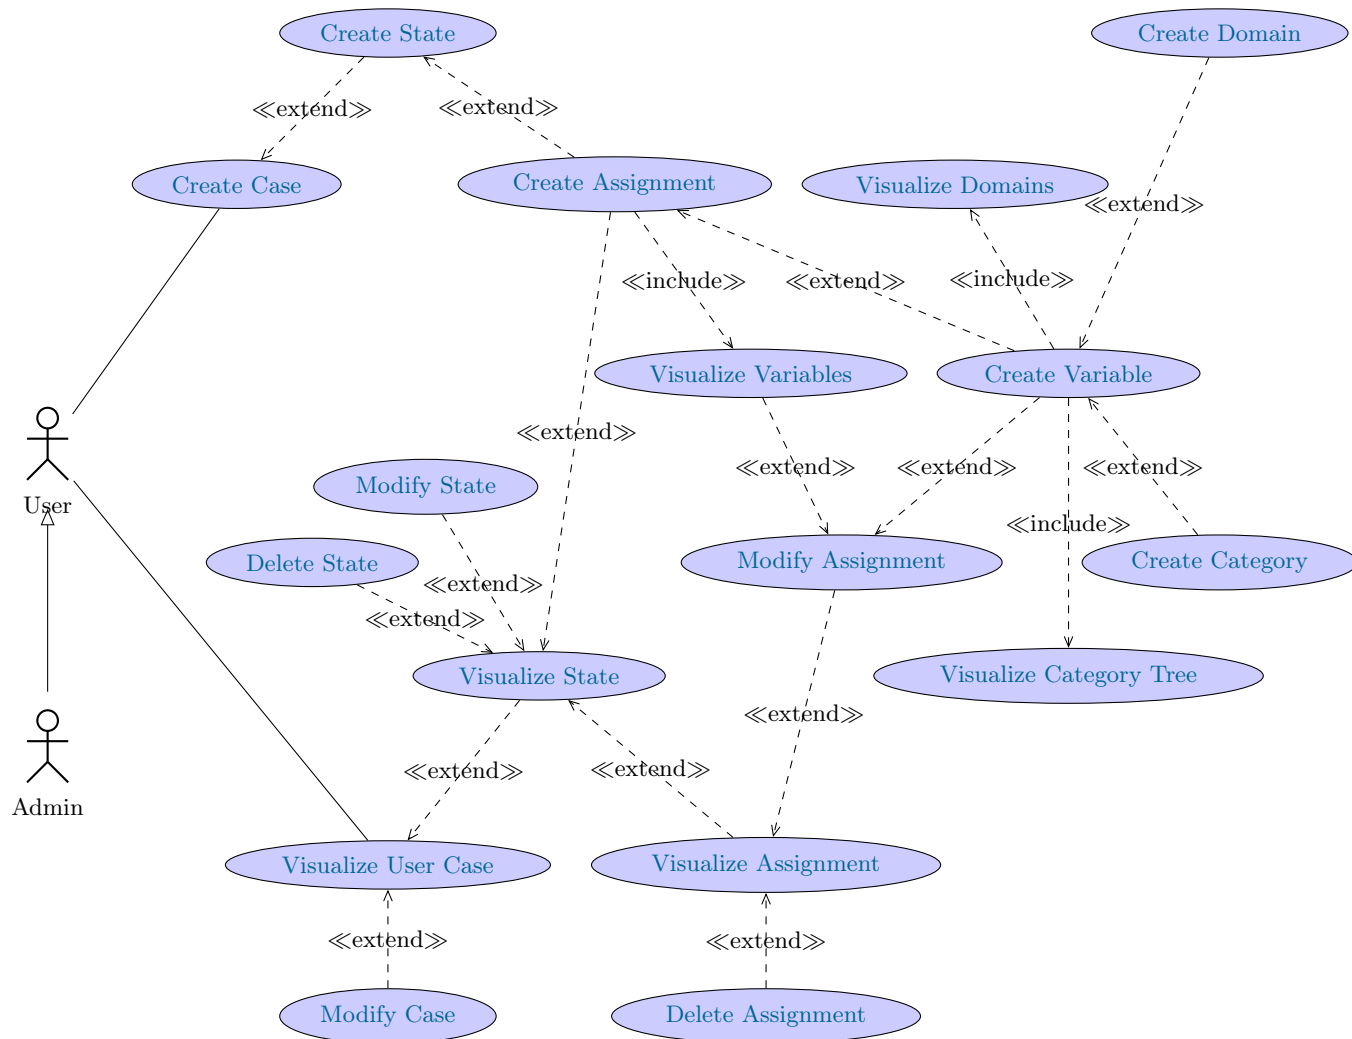 Create State
Create Domain
≪extend≫
≪extend≫
Create Case
Create Assignment
Visualize Domains
≪extend≫
≪include≫
≪extend≫
≪include≫
Visualize Variables
Create Variable
≪extend≫
≪extend≫
≪extend≫
≪extend≫
Modify State
User
≪include≫
Delete State
Modify Assignment
Create Category
≪extend≫
≪extend≫
Visualize State
Visualize Category Tree
≪extend≫
≪extend≫
≪extend≫
Admin
Visualize User Case
Visualize Assignment
≪extend≫
≪extend≫
Modify Case
Delete Assignment